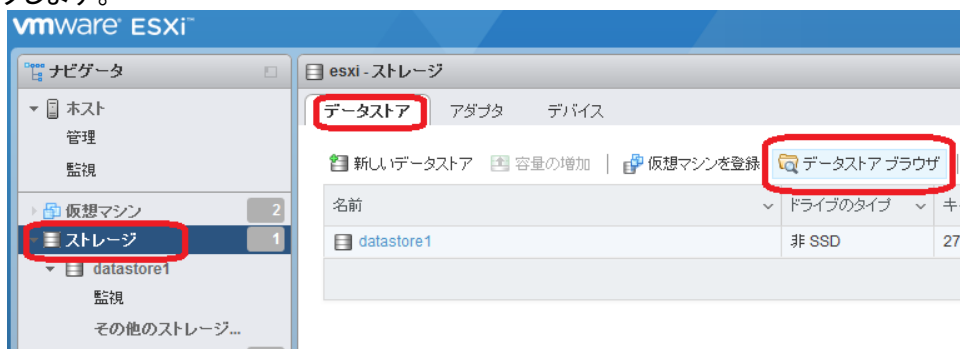 クします。
vmware ESXi™
ナビゲータ
esxi - ストレージ
ホスト
データストア アダプタ デバイス
管理
監視
新しいデータストア 容量の増加 | 仮想マシンを登録 データストア ブラウザ |
仮想マシン 2
名前 ドライブのタイプ
ストレージ 1
datastore1 非 SSD 27
datastore1
監視
その他のストレージ...